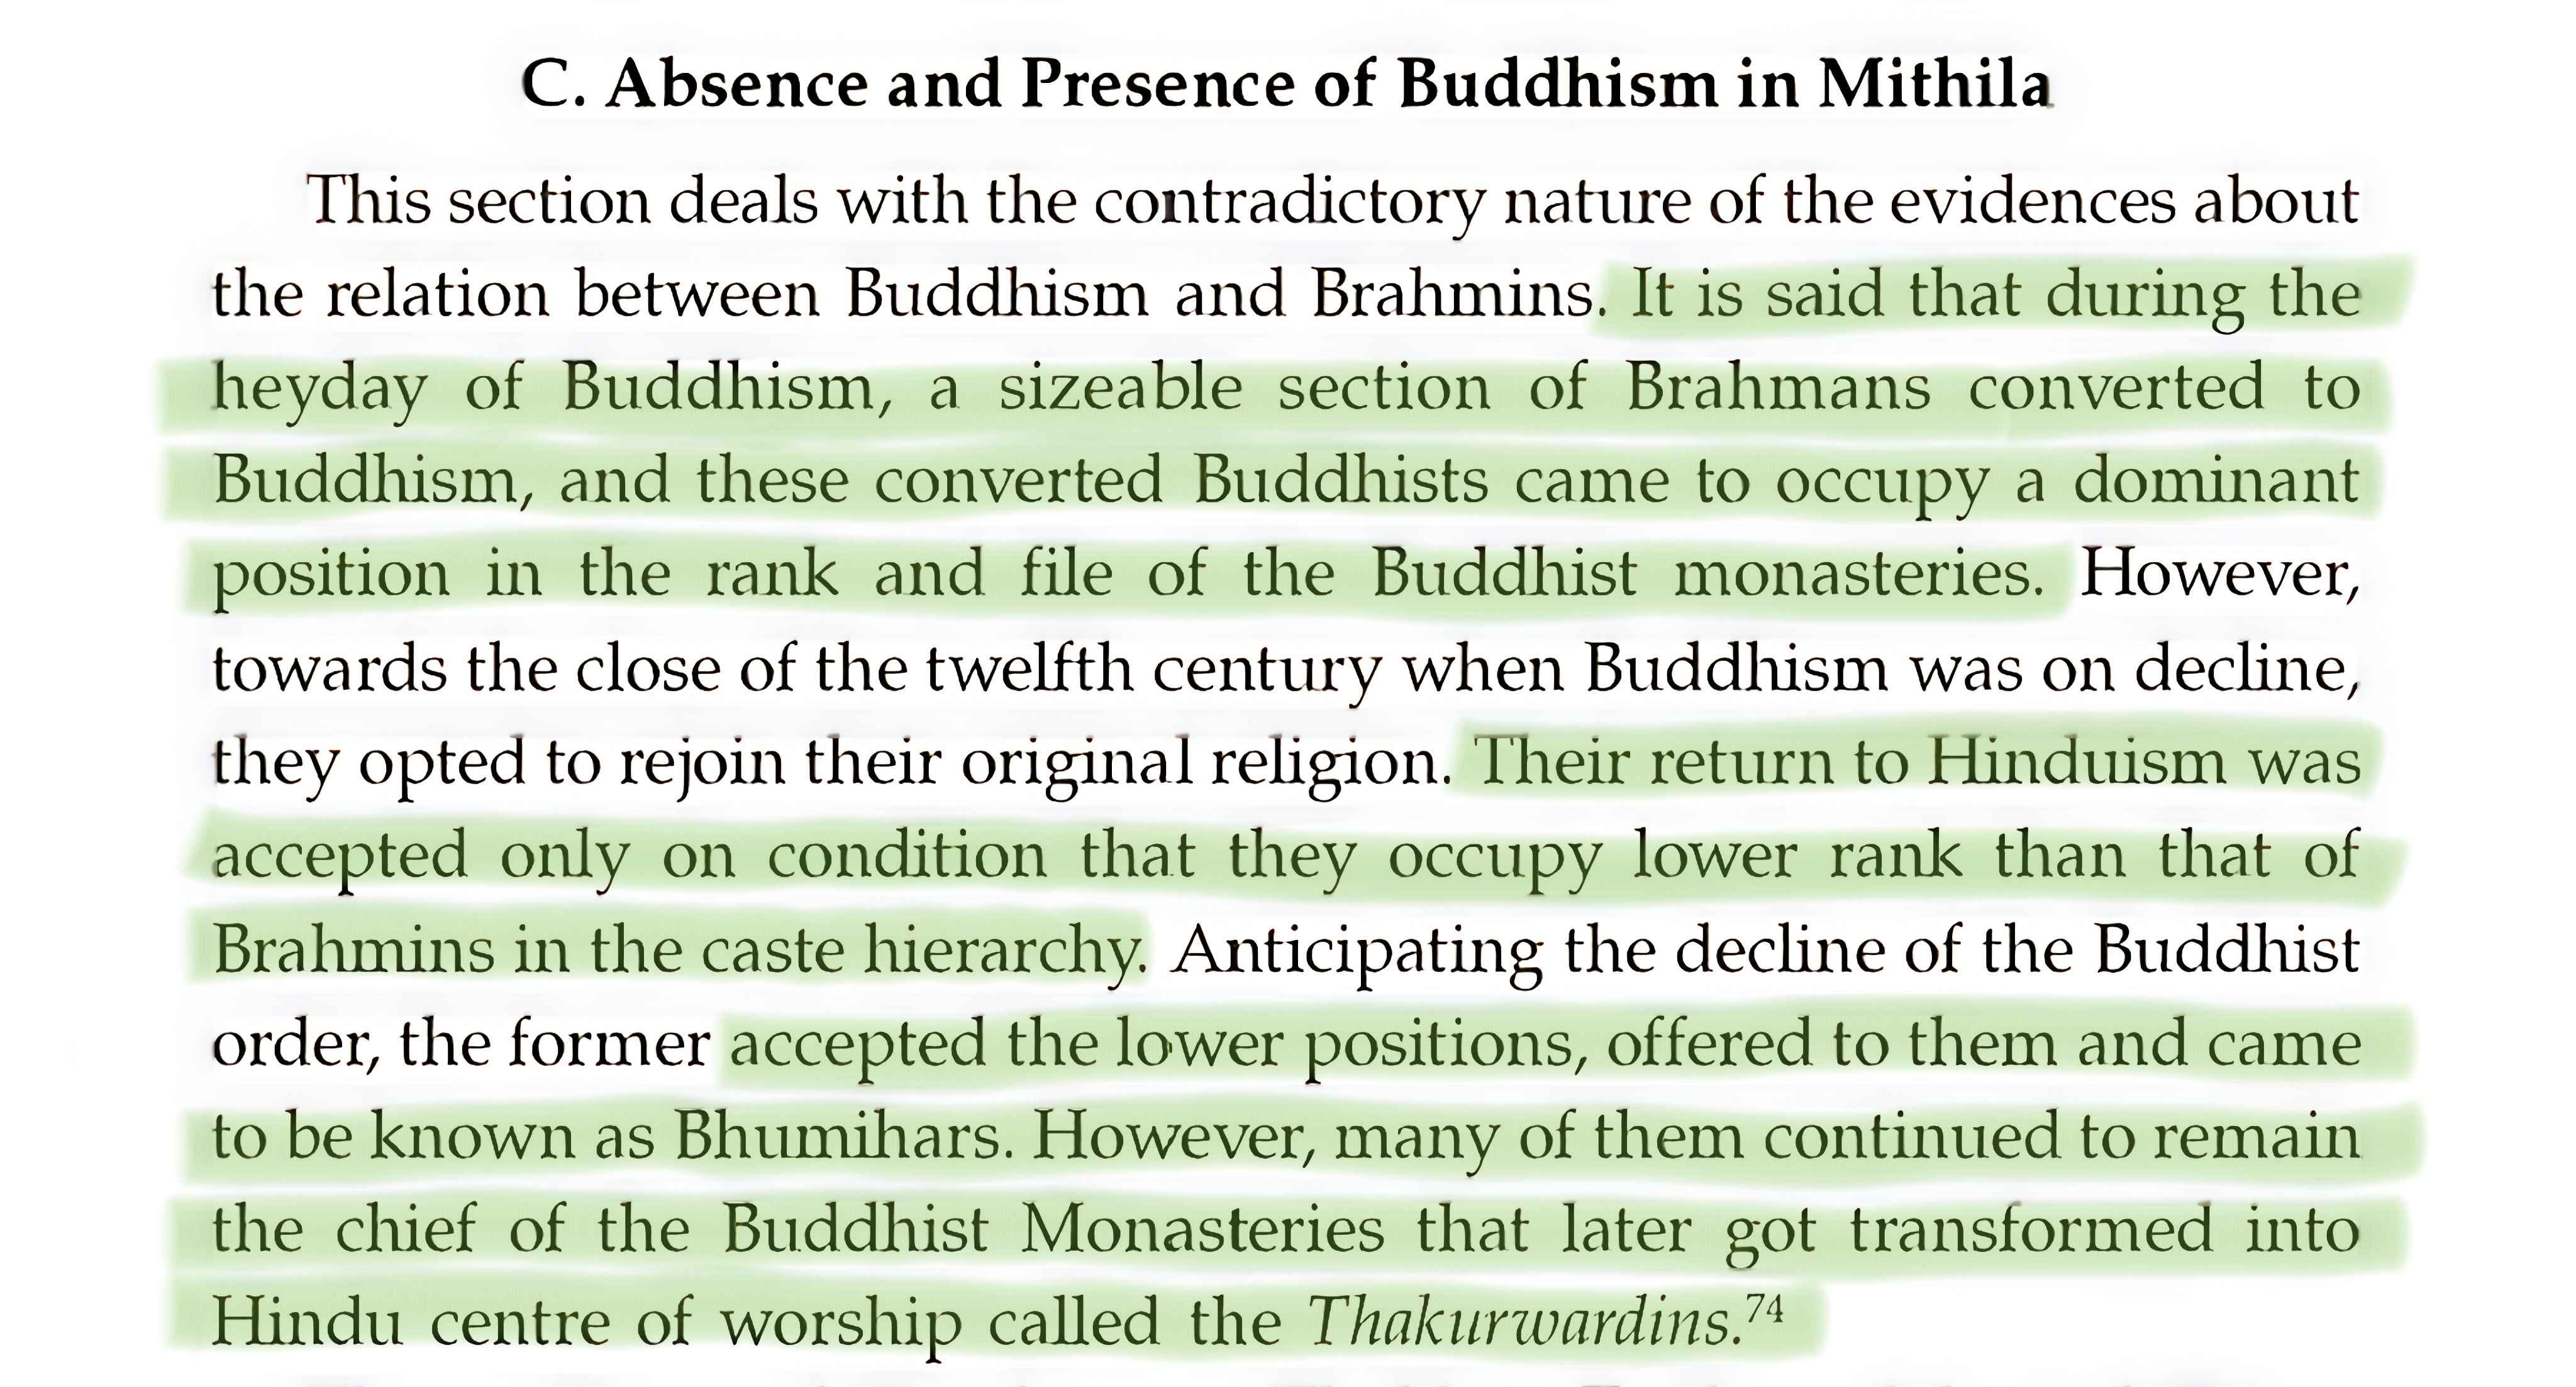 C. Absence and Presence of Buddhism in Mithila
This section deals with the contradictory nature of the evidences about
the relation between Buddhism and Brahmins. It is said that during the
heyday of Buddhism, a sizeable section of Brahmans converted to
Buddhism, and these converted Buddhists came to occupy a dominant
position in the rank and file of the Buddhist monasteries. However,
towards the close of the twelfth century when Buddhism was on decline,
they opted to rejoin their original religion. Their return to Hinduism was
accepted only on condition that they occupy lower rank than that of
Brahmins in the caste hierarchy. Anticipating the decline of the Buddhist
order, the former accepted the lower positions, offered to them and came
to be known as Bhumihars. However, many of them continued to remain
the chief of the Buddhist Monasteries that later got transformed into
Hindu centre of worship called the Thakurwardins.74